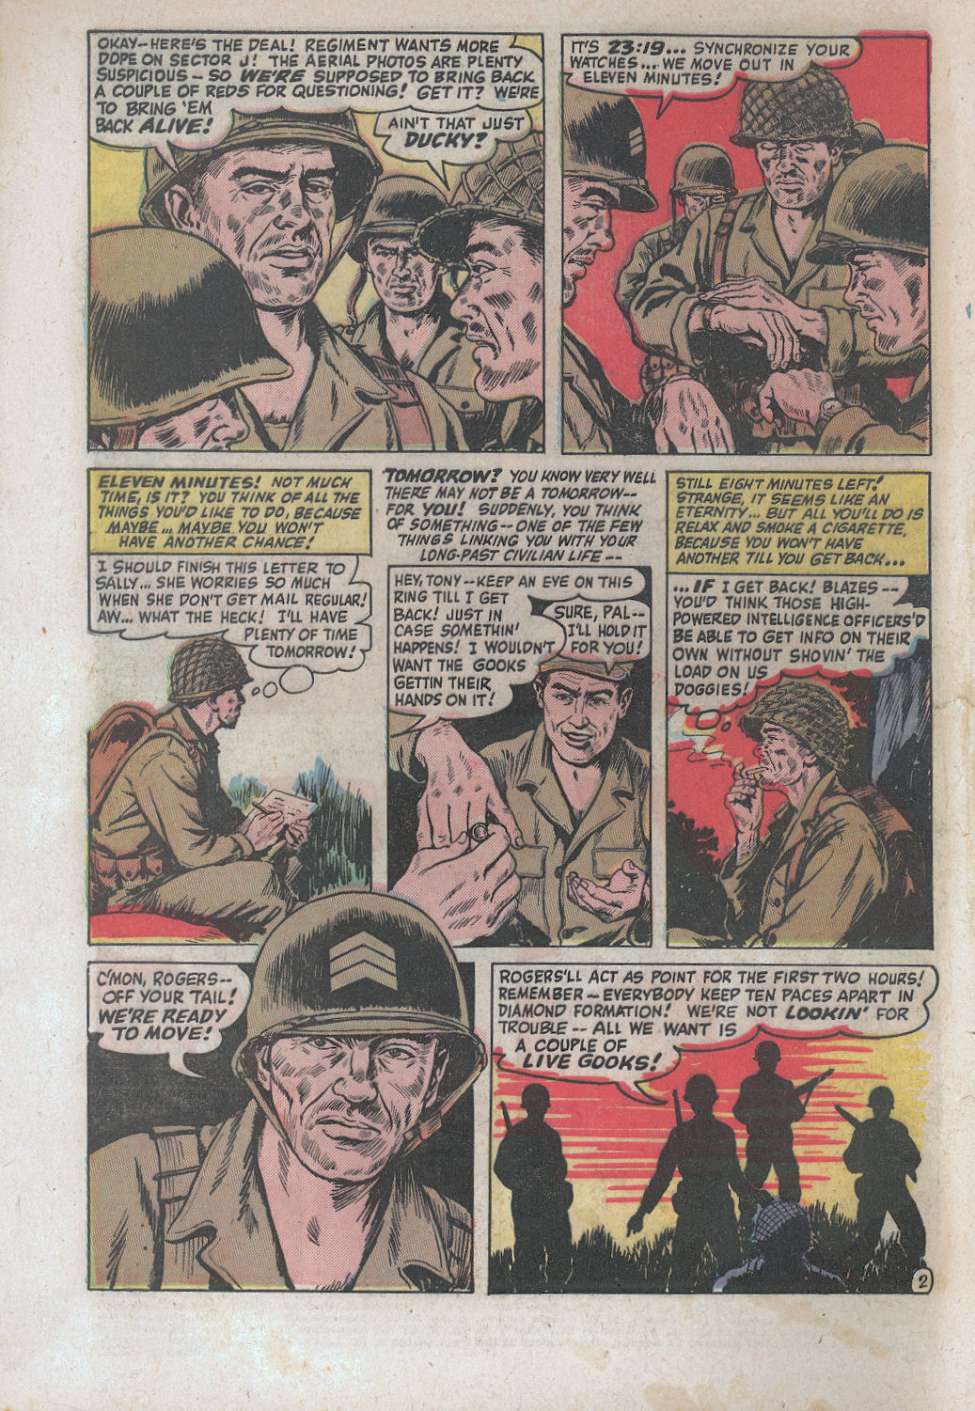 OKAY--HERE'S THE DEAL! REGIMENT WANTS MORE
DOPE ON SECTOR J! THE AERIAL PHOTOS ARE PLENTY
SUSPICIOUS--SO WE'RE SUPPOSED TO BRING BACK
A COUPLE OF REDS FOR QUESTIONING! GET IT? WE'RE
TO BRING 'EM
BACK ALIVE!
AIN'T THAT JUST
DUCKY?
IT'S 23:19... SYNCHRONIZE YOUR
WATCHES... WE MOVE OUT IN
ELEVEN MINUTES!
ELEVEN MINUTES! NOT MUCH
TIME, IS IT? YOU THINK OF ALL THE
THINGS YOU'D LIKE TO DO, BECAUSE
MAYBE... MAYBE YOU WON'T
HAVE ANOTHER CHANCE!
I SHOULD FINISH THIS LETTER TO
SALLY... SHE WORRIES SO MUCH
WHEN SHE DON'T GET MAIL REGULAR!
AW... WHAT THE HECK! I'LL HAVE
PLENTY OF TIME
TOMORROW!
TOMORROW? YOU KNOW VERY WELL
THERE MAY NOT BE A TOMORROW--
FOR YOU! SUDDENLY, YOU THINK
OF SOMETHING--ONE OF THE FEW
THINGS LINKING YOU WITH YOUR
LONG-PAST CIVILIAN LIFE--
HEY, TONY--KEEP AN EYE ON THIS
RING TILL I GET
BACK! JUST IN
CASE SOMETHIN'
HAPPENS! I WOULDN'T
WANT THE GOOKS
GETTIN THEIR
HANDS ON IT!
SURE, PAL--
I'LL HOLD IT
FOR YOU!
STILL EIGHT MINUTES LEFT!
STRANGE, IT SEEMS LIKE AN
ETERNITY... BUT ALL YOU'LL DO IS
RELAX AND SMOKE A CIGARETTE,
BECAUSE YOU WON'T HAVE
ANOTHER TILL YOU GET BACK...
...IF I GET BACK! BLAZES--
YOU'D THINK THOSE HIGH-
POWERED INTELLIGENCE OFFICERS'D
BE ABLE TO GET INFO ON THEIR
OWN WITHOUT SHOVIN' THE
LOAD ON US
DOGGIES!
C'MON, ROGERS--
OFF YOUR TAIL!
WE'RE READY
TO MOVE!
ROGERS'LL ACT AS POINT FOR THE FIRST TWO HOURS!
REMEMBER--EVERYBODY KEEP TEN PACES APART IN
DIAMOND FORMATION! WE'RE NOT LOOKIN' FOR
TROUBLE--ALL WE WANT IS
A COUPLE OF
LIVE GOOKS!
2